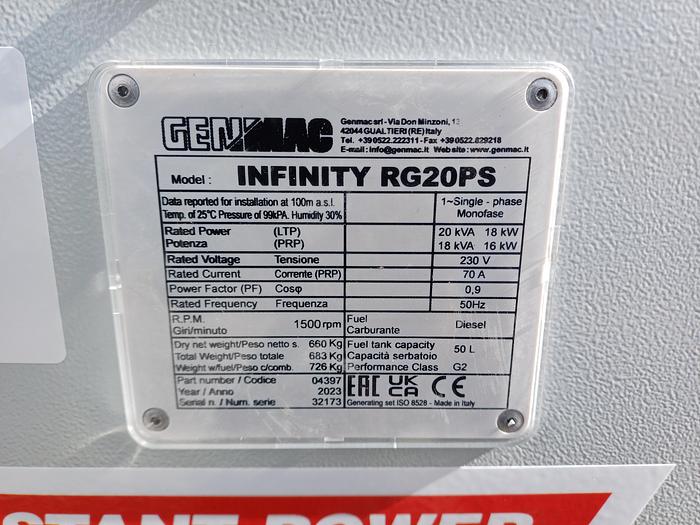 GENMAC
Genmac srl - Via Don Minzoni, 13
42044 GUALTIERI (RE) Italy
Tel. +39 0522.222311 - Fax +39 0522.829218
E-mail: info@genmac.it Web site: www.genmac.it
Model : INFINITY RG20PS
Data reported for installation at 100m a.s.l. 1~Single - phase
Temp. of 25°C Pressure of 99kPA. Humidity 30% Monofase
Rated Power (LTP) 20 kVA 18 kW
Potenza (PRP) 18 kVA 16 kW
Rated Voltage Tensione 230 V
Rated Current Corrente (PRP) 70 A
Power Factor (PF) Cosφ 0,9
Rated Frequency Frequenza 50Hz
R.P.M. Fuel
Giri/minuto 1500 rpm Carburante Diesel
Dry net weight/Peso netto s. 660 Kg Fuel tank capacity
Total Weight/Peso totale 683 Kg Capacità serbatoio 50 L
Weight w/fuel/Peso c/comb. 726 Kg Performance Class G2
Part number / Codice 04397 EAC UK CA CE
Year / Anno 2023
Serial n. / Num. serie 32173 Generating set ISO 8528 - Made in Italy
STANT POWER